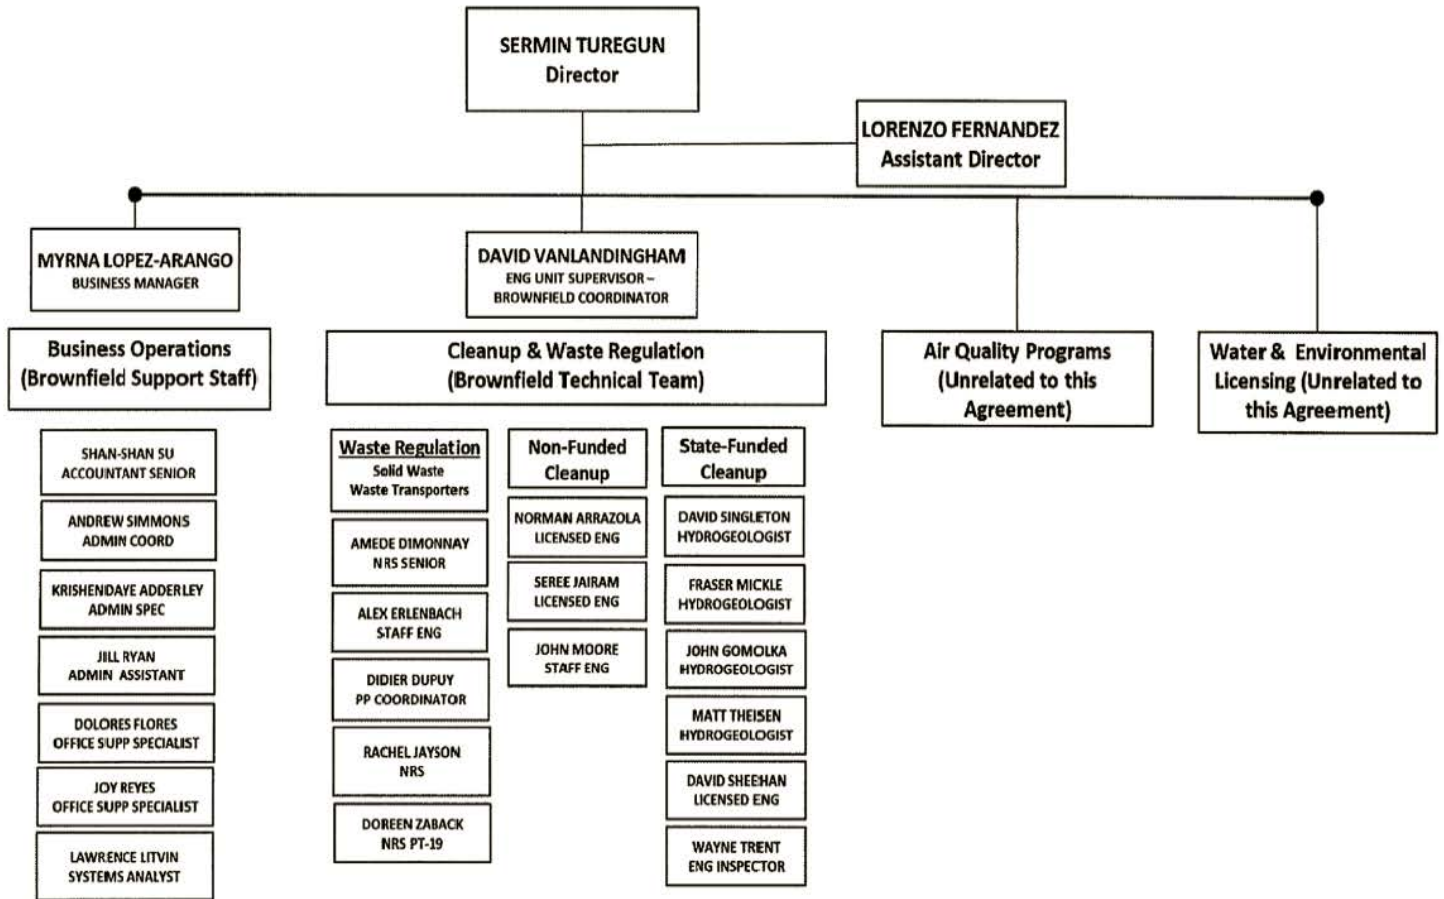 SERMIN TUREGUN
Director
LORENZO FERNANDEZ
Assistant Director
MYRNA LOPEZ-ARANGO
BUSINESS MANAGER
DAVID VANLANDINGHAM
ENG UNIT SUPERVISOR –
BROWNFIELD COORDINATOR
Business Operations
(Brownfield Support Staff)
Cleanup & Waste Regulation
(Brownfield Technical Team)
Air Quality Programs
(Unrelated to this
Agreement)
Water & Environmental
Licensing (Unrelated to
this Agreement)
SHAN-SHAN SU
ACCOUNTANT SENIOR
ANDREW SIMMONS
ADMIN COORD
KRISHENDAYE ADDERLEY
ADMIN SPEC
JILL RYAN
ADMIN ASSISTANT
DOLORES FLORES
OFFICE SUPP SPECIALIST
JOY REYES
OFFICE SUPP SPECIALIST
LAWRENCE LITVIN
SYSTEMS ANALYST
Waste Regulation
Solid Waste
Waste Transporters
AMEDE DIMONNAY
NRS SENIOR
ALEX ERLENBACH
STAFF ENG
DIDIER DUPUY
PP COORDINATOR
RACHEL JAYSON
NRS
DOREEN ZABACK
NRS PT-19
Non-Funded
Cleanup
NORMAN ARRAZOLA
LICENSED ENG
SEREE JAIRAM
LICENSED ENG
JOHN MOORE
STAFF ENG
State-Funded
Cleanup
DAVID SINGLETON
HYDROGEOLOGIST
FRASER MICKLE
HYDROGEOLOGIST
JOHN GOMOLKA
HYDROGEOLOGIST
MATT THEISEN
HYDROGEOLOGIST
DAVID SHEEHAN
LICENSED ENG
WAYNE TRENT
ENG INSPECTOR